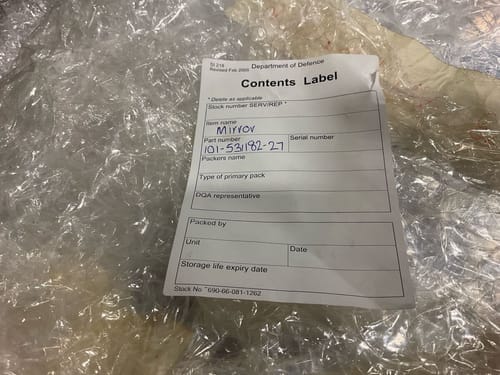 SI 218
Revised Feb 2005
Department of Defence
Contents Label
* Delete as applicable
Stock number SERV/REP *
Item name
Mirror
Part number
Serial number
101-531182-27
Packers name
Type of primary pack
DQA representative
Packed by
Unit
Date
Storage life expiry date
Stock No 690-66-081-1262